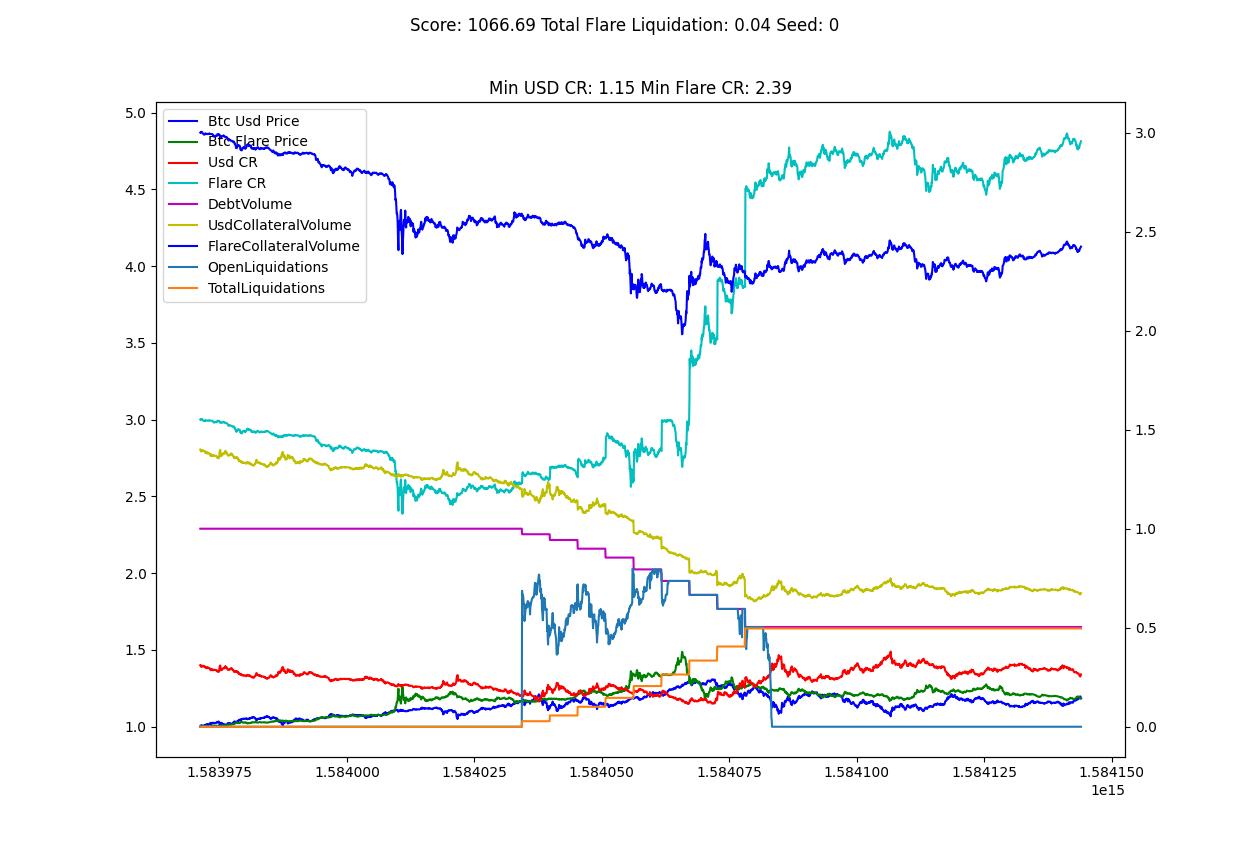 Score: 1066.69 Total Flare Liquidation: 0.04 Seed: 0
Min USD CR: 1.15 Min Flare CR: 2.39
Btc Usd Price
Btc Flare Price
Usd CR
Flare CR
DebtVolume
UsdCollateralVolume
FlareCollateralVolume
OpenLiquidations
TotalLiquidations
5.0
4.5
4.0
3.5
3.0
2.5
2.0
1.5
1.0
3.0
2.5
2.0
1.5
1.0
0.5
0.0
1.583975
1.584000
1.584025
1.584050
1.584075
1.584100
1.584125
1.584150
1e15